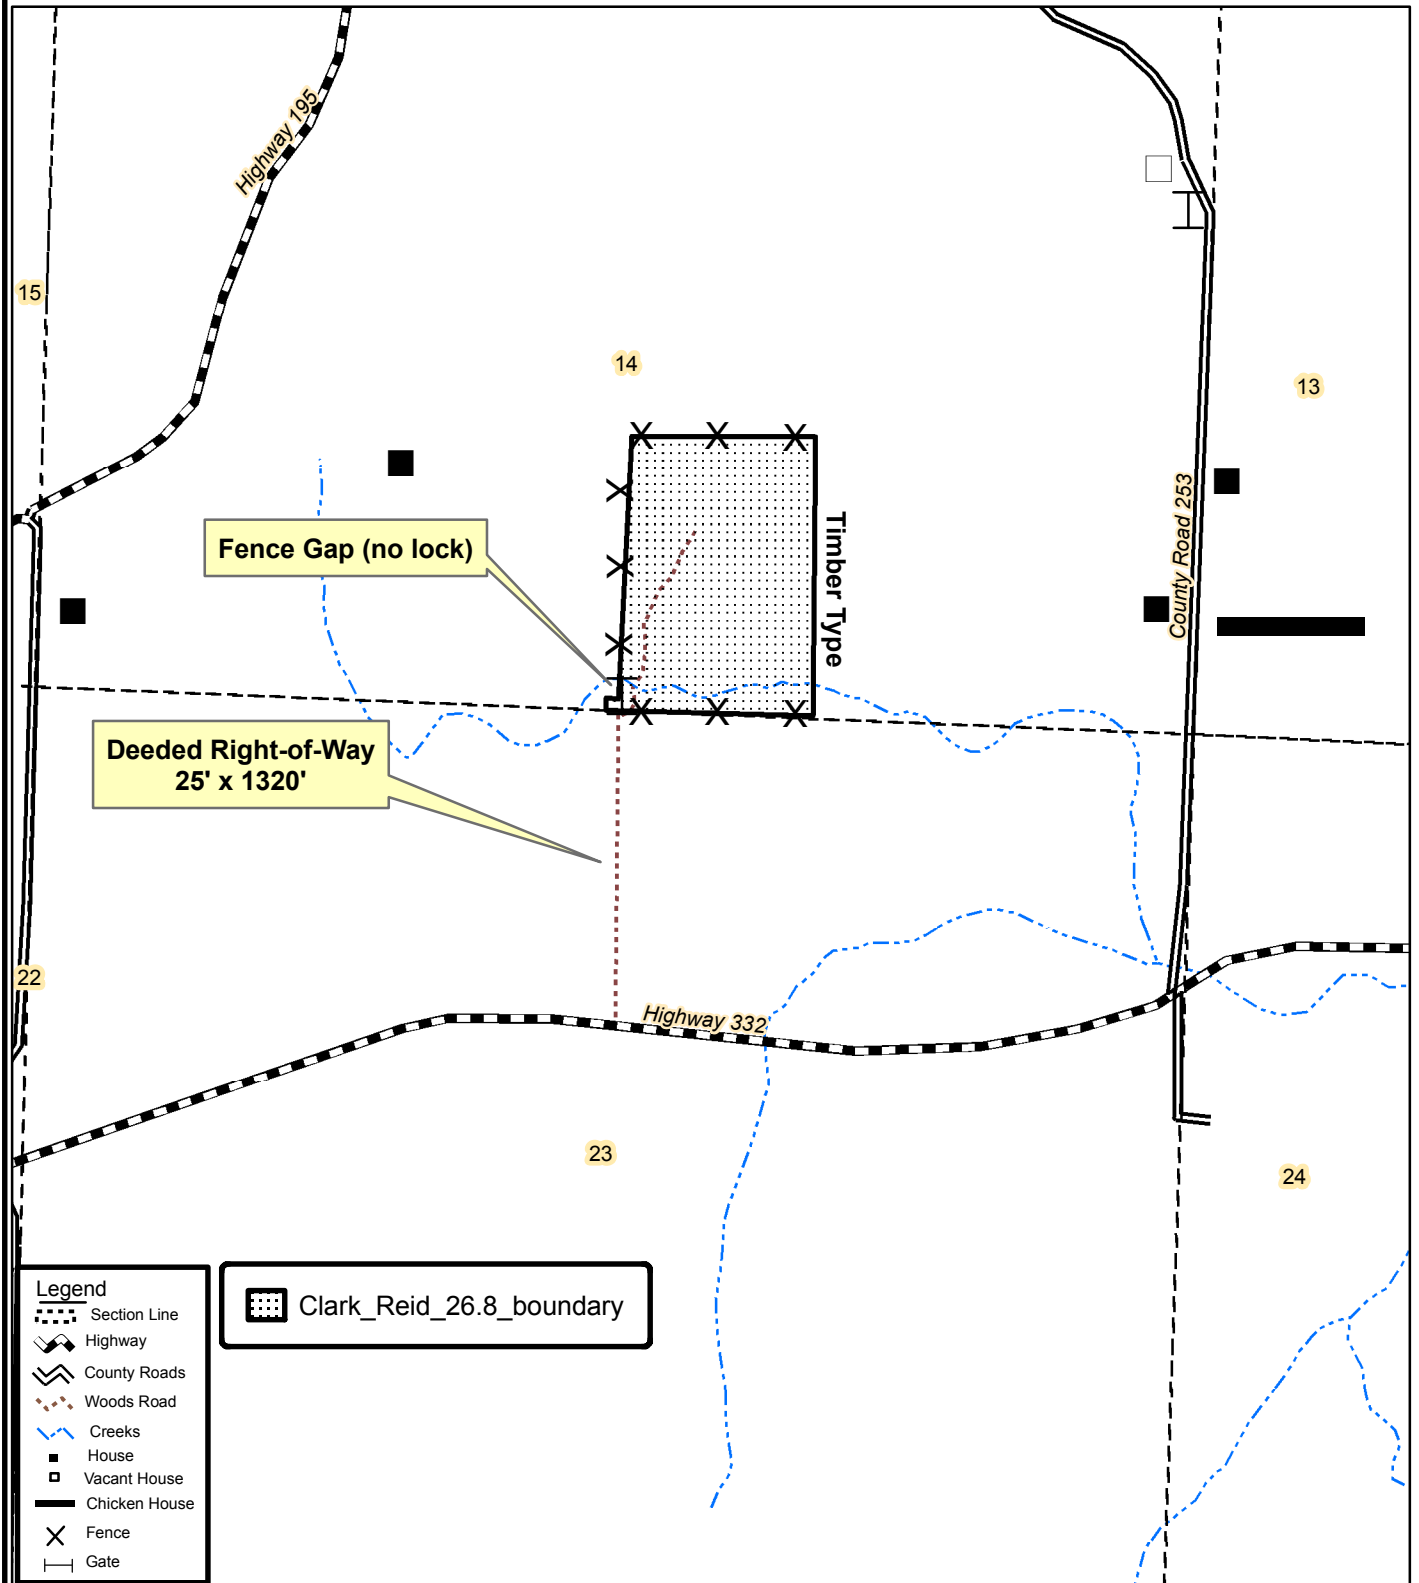 Highway 195
15
14
13
Fence Gap (no lock)
Timber Type
County Road 253
Deeded Right-of-Way
25' x 1320'
22
Highway 332
23
24
Legend
Section Line
Highway
County Roads
Woods Road
Creeks
House
Vacant House
Chicken House
Fence
Gate
Clark_Reid_26.8_boundary